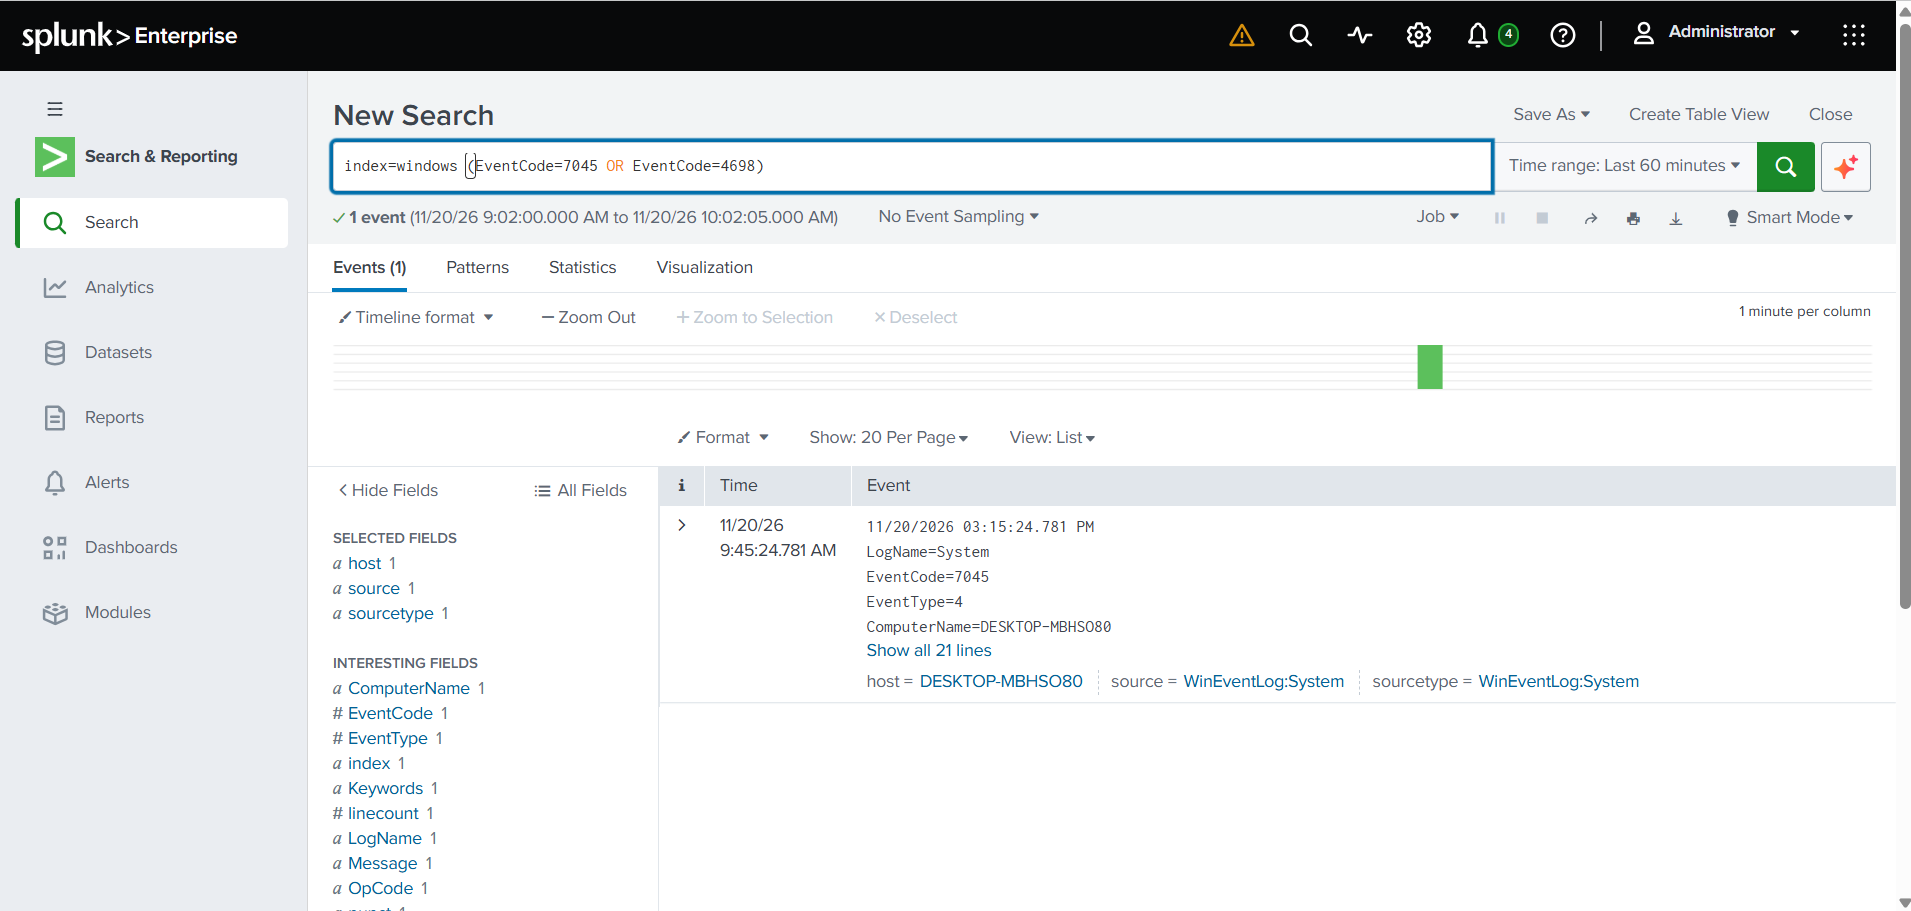 splunk> Enterprise
4
Administrator
Search & Reporting
Search
Analytics
Datasets
Reports
Alerts
Dashboards
Modules
New Search
Save As
Create Table View
Close
index=windows (EventCode=7045 OR EventCode=4698)
Time range: Last 60 minutes
✓ 1 event (11/20/26 9:02:00.000 AM to 11/20/26 10:02:05.000 AM)
No Event Sampling
Job
Smart Mode
Events (1)
Patterns
Statistics
Visualization
Timeline format
— Zoom Out
+ Zoom to Selection
× Deselect
1 minute per column
Format
Show: 20 Per Page
View: List
< Hide Fields
All Fields
SELECTED FIELDS
a host 1
a source 1
a sourcetype 1
INTERESTING FIELDS
a ComputerName 1
# EventCode 1
# EventType 1
a index 1
a Keywords 1
# linecount 1
a LogName 1
a Message 1
a OpCode 1
i
Time
Event
11/20/26
9:45:24.781 AM
11/20/2026 03:15:24.781 PM
LogName=System
EventCode=7045
EventType=4
ComputerName=DESKTOP-MBHSO80
Show all 21 lines
host = DESKTOP-MBHSO80
source = WinEventLog:System
sourcetype = WinEventLog:System